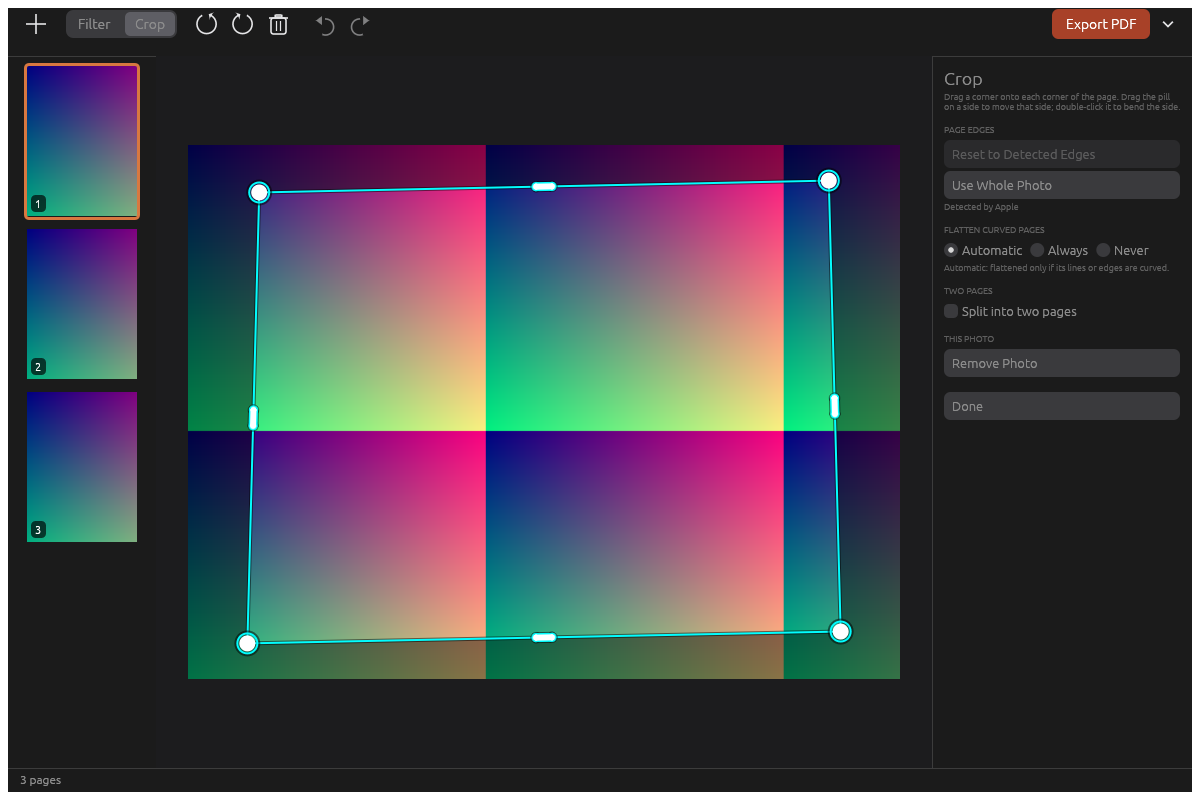 Filter Crop Export PDF
1
2
3
Crop
Drag a corner onto each corner of the page. Drag the pill
on a side to move that side; double-click it to bend the side.
PAGE EDGES
Reset to Detected Edges
Use Whole Photo
Detected by Apple
FLATTEN CURVED PAGES
Automatic Always Never
Automatic: flattened only if its lines or edges are curved.
TWO PAGES
Split into two pages
THIS PHOTO
Remove Photo
Done
3 pages